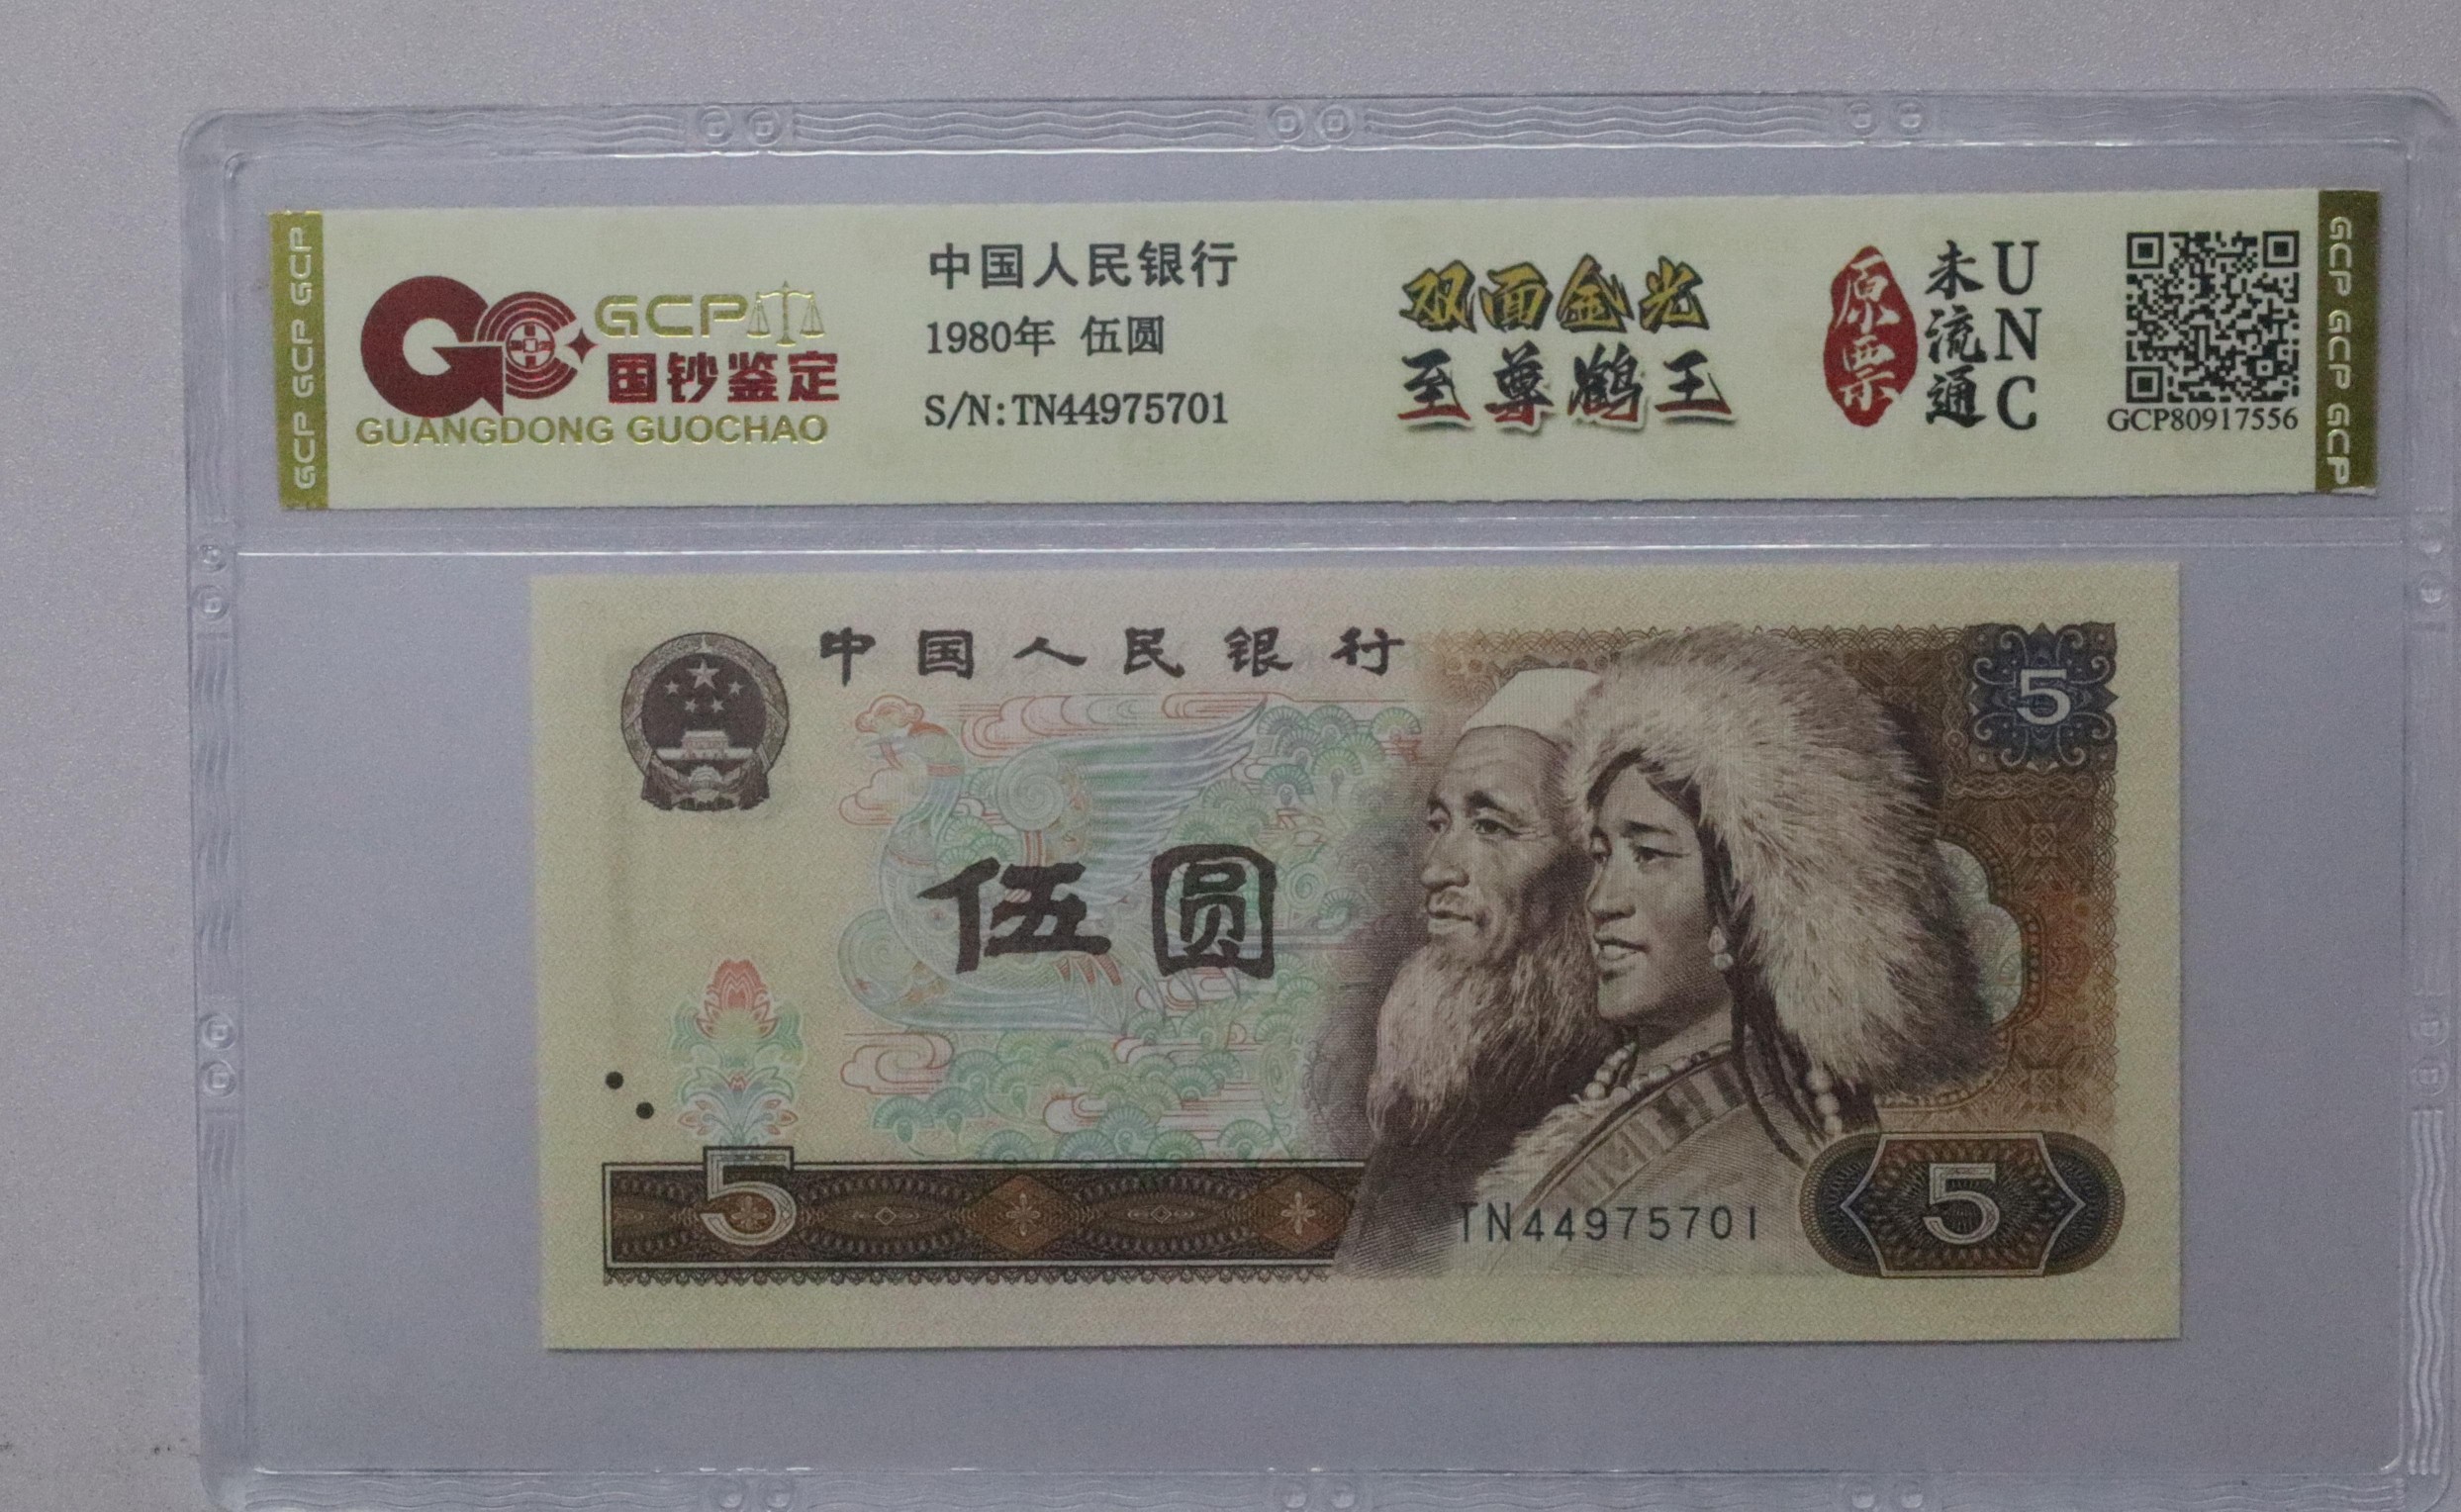 GCP GCP GCP
GCP
国钞鉴定
GUANGDONG GUOCHAO
中国人民银行
1980年 伍圆
S/N:TN44975701
双面金光
至尊鹤王
原票
未流通
UNC
GCP80917556
GCP GCP GCP
中国人民银行
5
伍圆
5
TN44975701
5